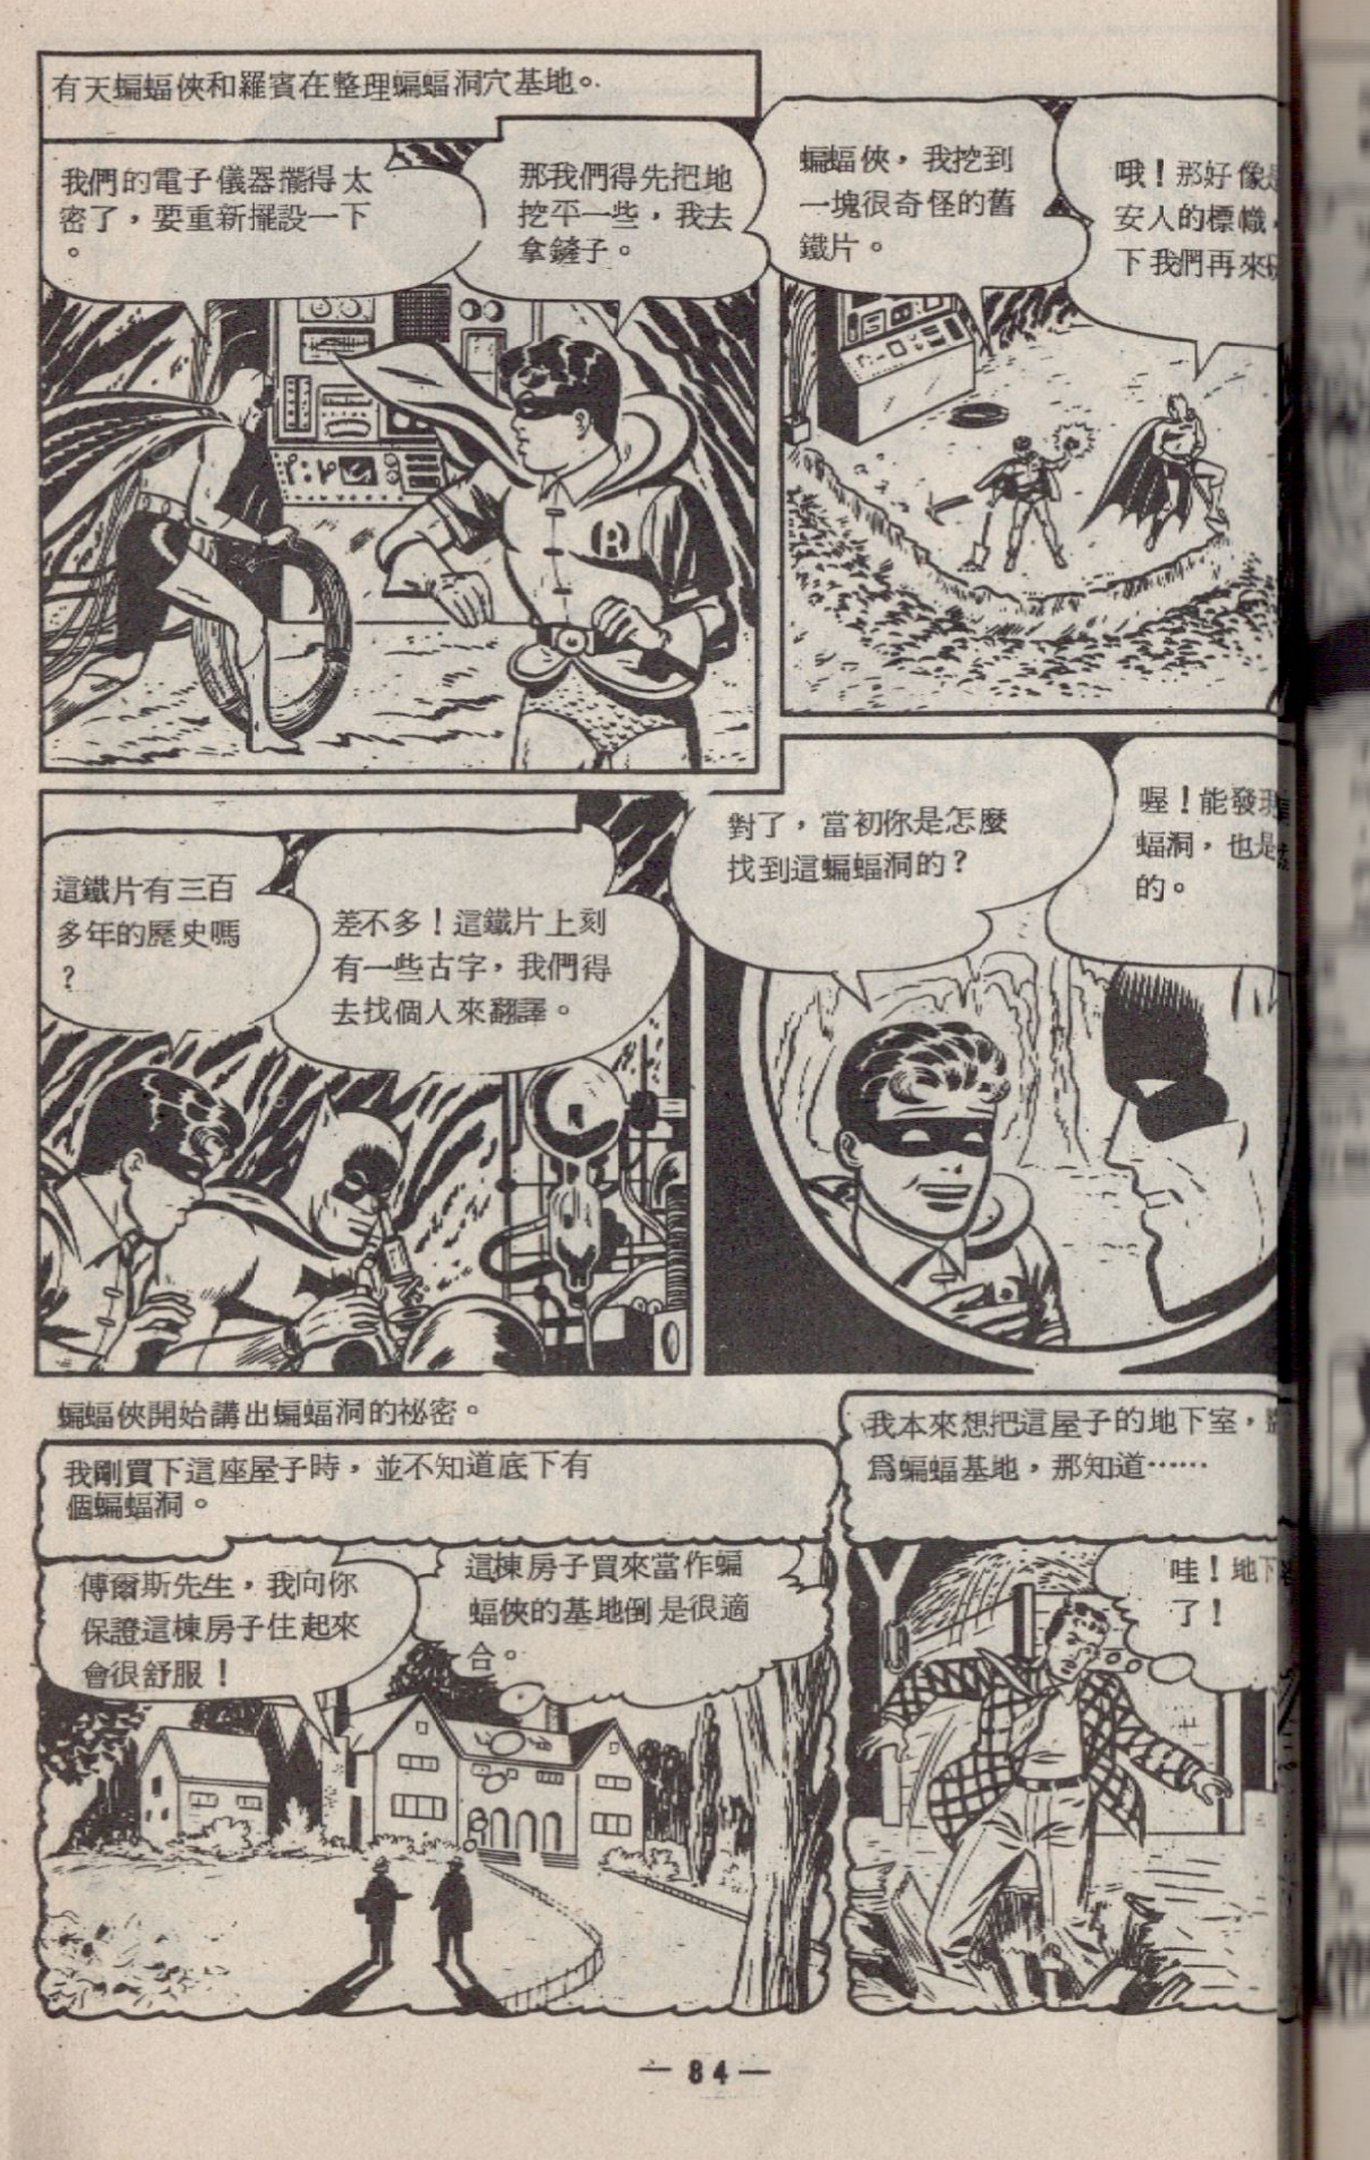 有天蝙蝠俠和羅賓在整理蝙蝠洞穴基地。
我們的電子儀器擺得太
密了，要重新擺設一下
。
那我們得先把地
挖平一些，我去
拿鏟子。
蝙蝠俠，我挖到
一塊很奇怪的舊
鐵片。
哦！那好像
安人的標幟，
下我們再來
R
這鐵片有三百
多年的歷史嗎
？
差不多！這鐵片上刻
有一些古字，我們得
去找個人來翻譯。
對了，當初你是怎麼
找到這蝙蝠洞的？
喔！能發現
蝠洞，也是
的。
蝙蝠俠開始講出蝙蝠洞的祕密。
我剛買下這座屋子時，並不知道底下有
個蝙蝠洞。
傅爾斯先生，我向你
保證這棟房子住起來
會很舒服！
這棟房子買來當作蝙
蝠俠的基地倒是很適
合。
我本來想把這屋子的地下室，
爲蝙蝠基地，那知道……
哇！地下
了！
— 84 —